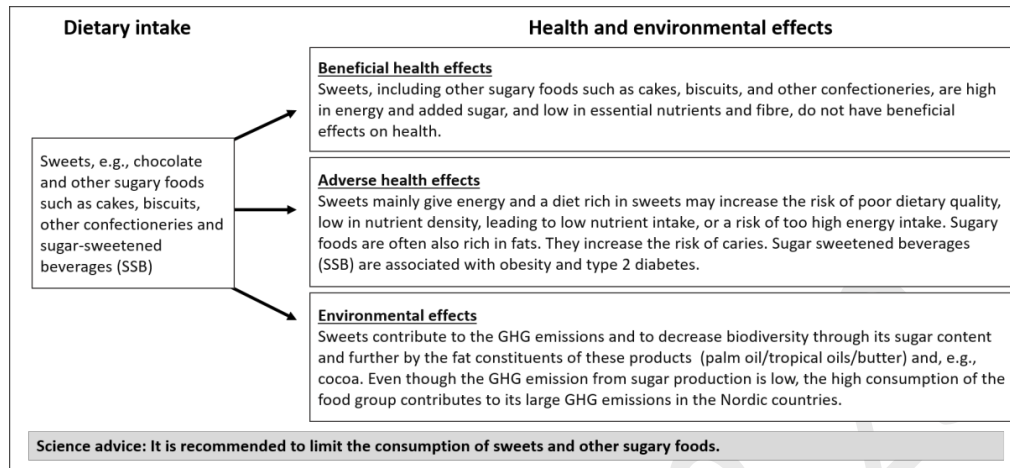 Dietary intake
Health and environmental effects
Sweets, e.g., chocolate
and other sugary foods
such as cakes, biscuits,
other confectioneries and
sugar-sweetened
beverages (SSB)
Beneficial health effects
Sweets, including other sugary foods such as cakes, biscuits, and other confectioneries, are high
in energy and added sugar, and low in essential nutrients and fibre, do not have beneficial
effects on health.
Adverse health effects
Sweets mainly give energy and a diet rich in sweets may increase the risk of poor dietary quality,
low in nutrient density, leading to low nutrient intake, or a risk of too high energy intake. Sugary
foods are often also rich in fats. They increase the risk of caries. Sugar sweetened beverages
(SSB) are associated with obesity and type 2 diabetes.
Environmental effects
Sweets contribute to the GHG emissions and to decrease biodiversity through its sugar content
and further by the fat constituents of these products (palm oil/tropical oils/butter) and, e.g.,
cocoa. Even though the GHG emission from sugar production is low, the high consumption of the
food group contributes to its large GHG emissions in the Nordic countries.
Science advice: It is recommended to limit the consumption of sweets and other sugary foods.